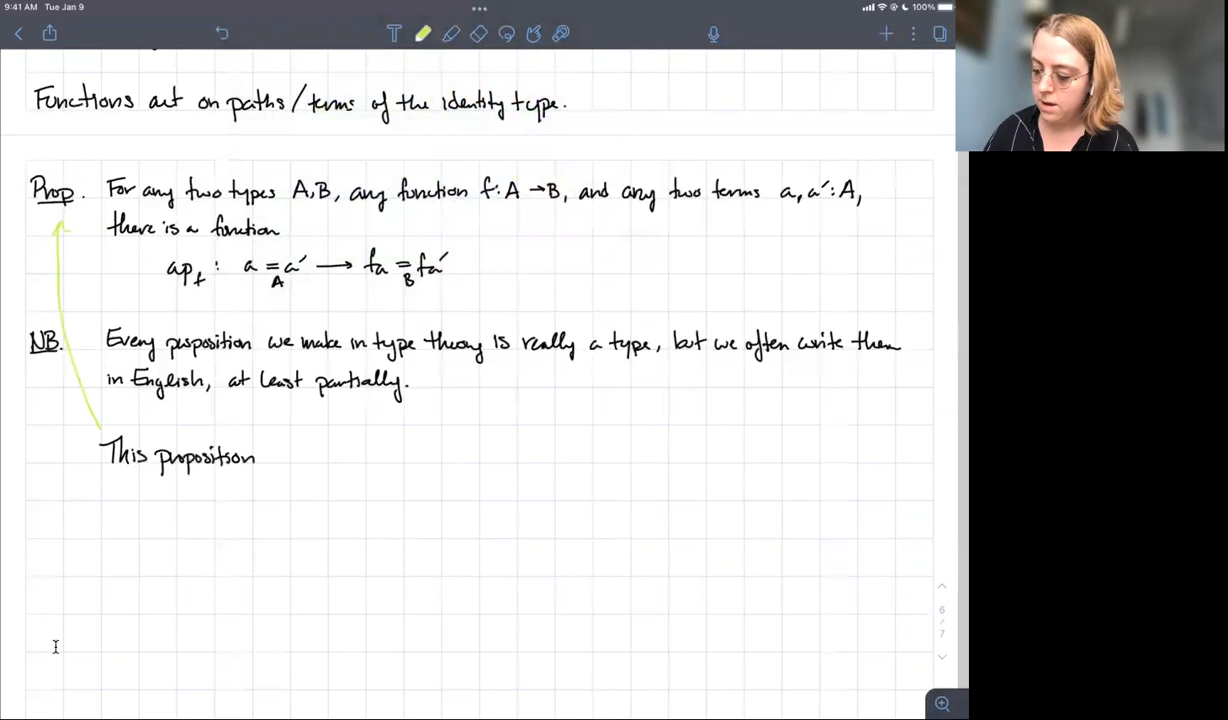 9:41 AM Tue Jan 9
100%
Functions act on paths/terms of the identity type.
Prop. For any two types A, B, any function f: A → B, and any two terms a, a′: A,
there is a function
ap_f : a =_A a′ → fa =_B fa′
NB. Every proposition we make in type theory is really a type, but we often write them
in English, at least partially.
This proposition
6
/
7